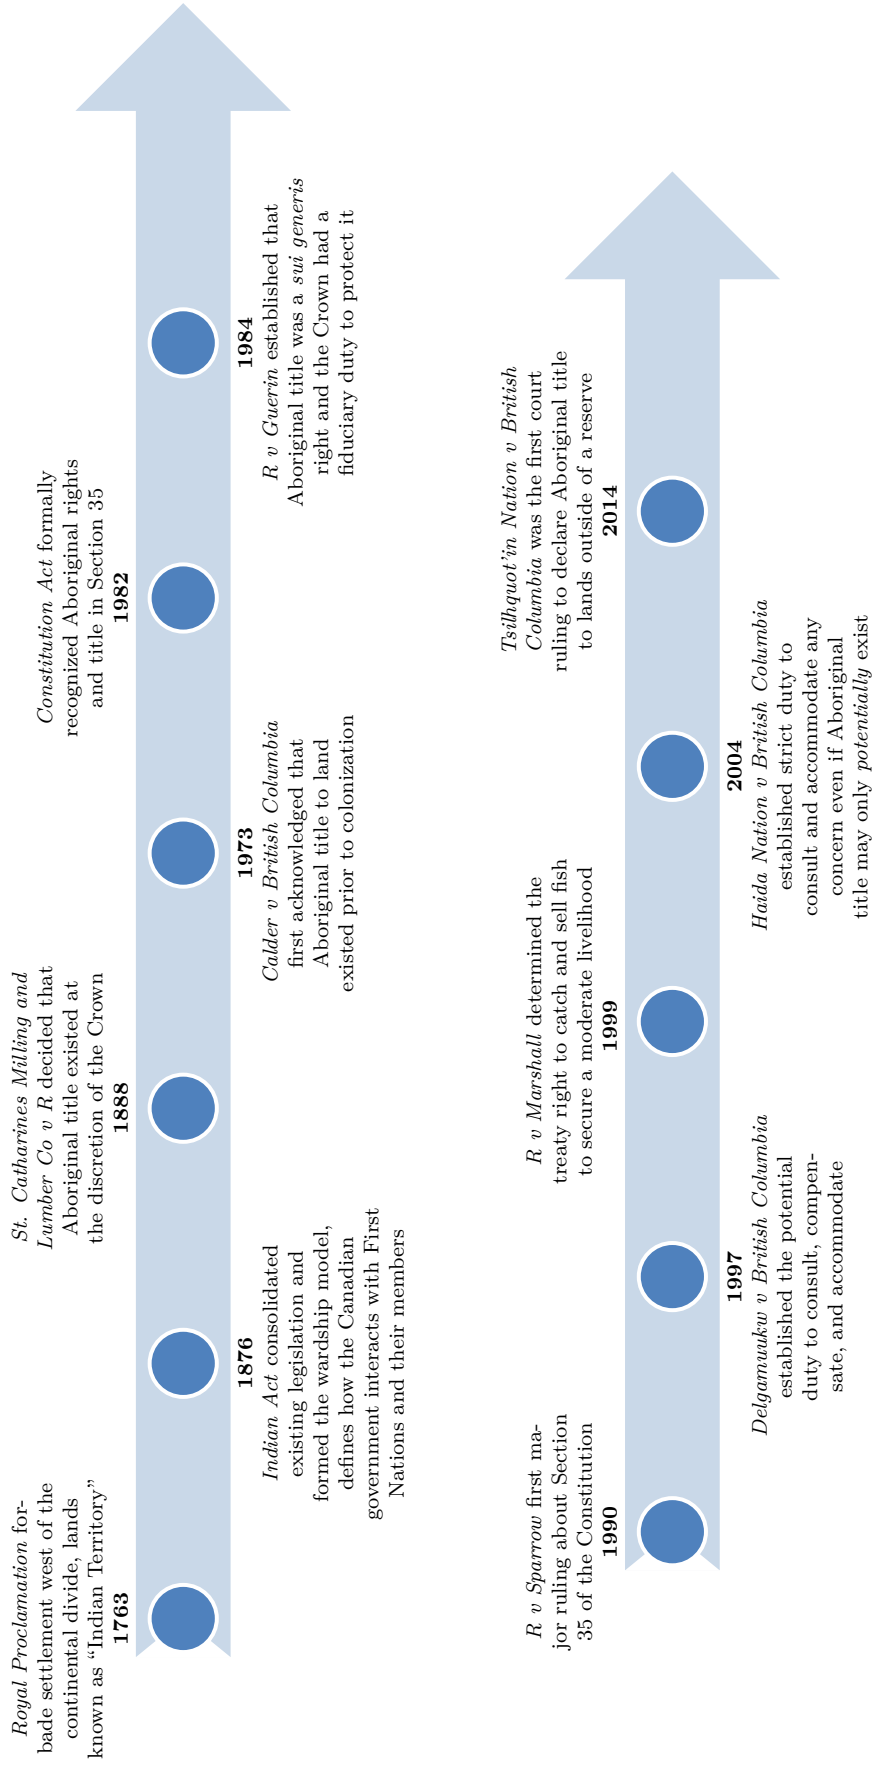 Royal Proclamation for-
bade settlement west of the
continental divide, lands
known as “Indian Territory”
1763
1876
Indian Act consolidated
existing legislation and
formed the wardship model,
defines how the Canadian
government interacts with First
Nations and their members
St. Catharines Milling and
Lumber Co v R decided that
Aboriginal title existed at
the discretion of the Crown
1888
1973
Calder v British Columbia
first acknowledged that
Aboriginal title to land
existed prior to colonization
Constitution Act formally
recognized Aboriginal rights
and title in Section 35
1982
1984
R v Guerin established that
Aboriginal title was a sui generis
right and the Crown had a
fiduciary duty to protect it
R v Sparrow first ma-
jor ruling about Section
35 of the Constitution
1990
1997
Delgamuukw v British Columbia
established the potential
duty to consult, compen-
sate, and accommodate
R v Marshall determined the
treaty right to catch and sell fish
to secure a moderate livelihood
1999
2004
Haida Nation v British Columbia
established strict duty to
consult and accommodate any
concern even if Aboriginal
title may only potentially exist
Tsilhquot’in Nation v British
Columbia was the first court
ruling to declare Aboriginal title
to lands outside of a reserve
2014